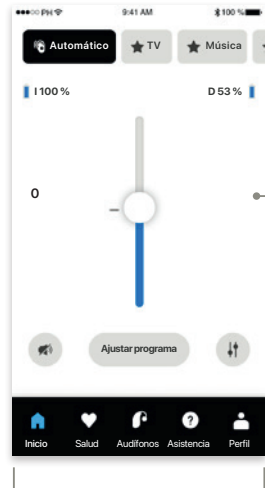 PH 9:41 AM 100 %
Automático TV Música
I 100 % D 53 %
0
Ajustar programa
Inicio Salud Audífonos Asistencia Perfil